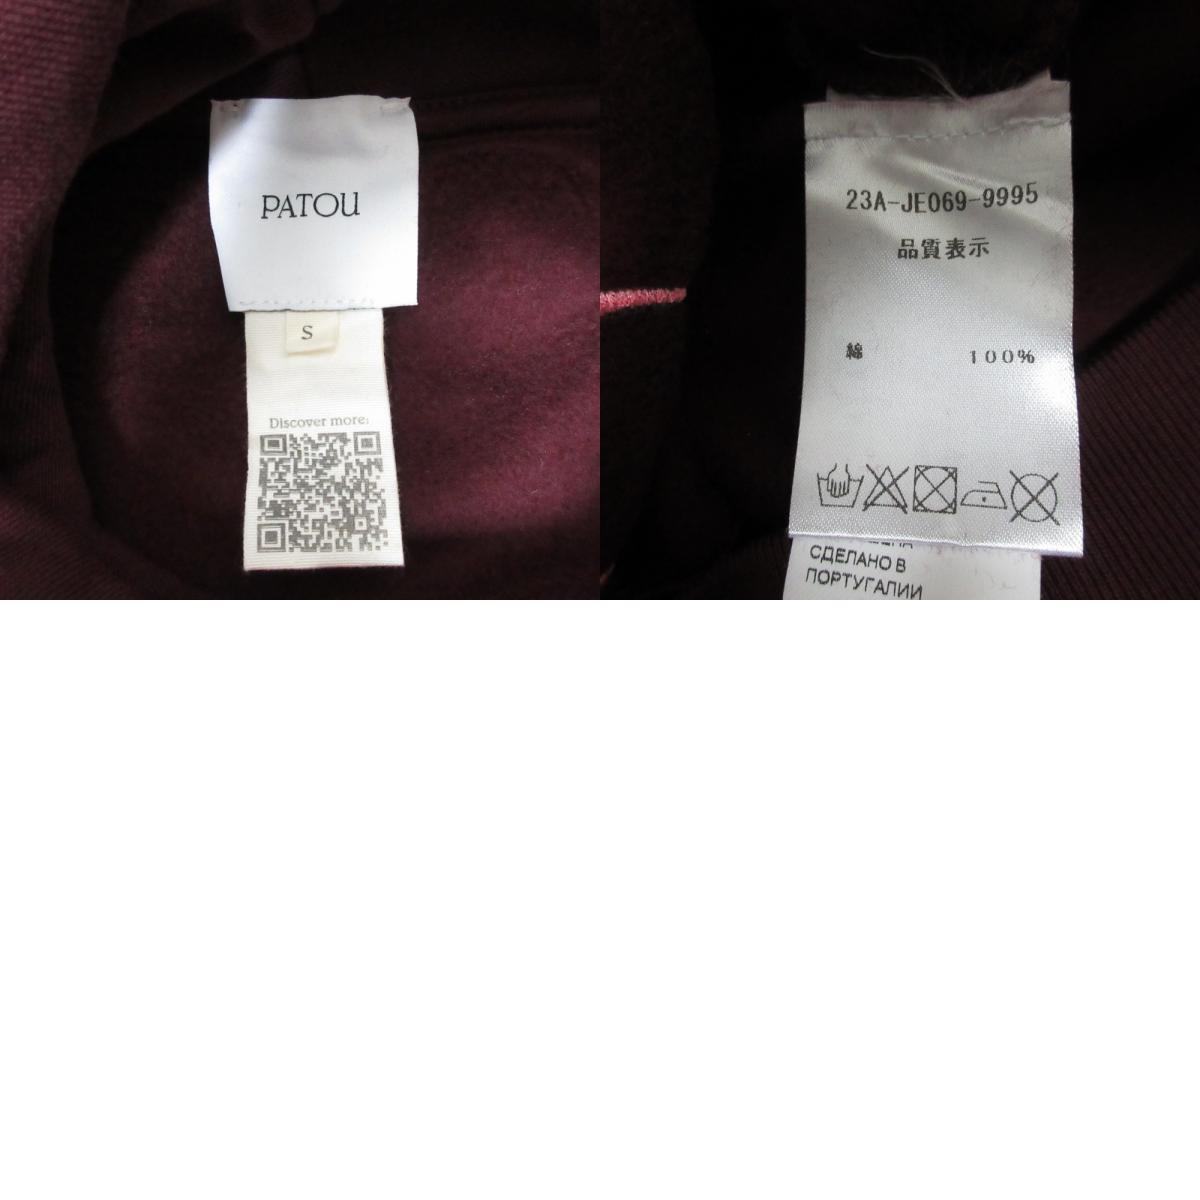 PATOU
S
Discover more:
23A-JE069-9995
品質表示
綿 100%
СДЕЛАНО В
ПОРТУГАЛИИ